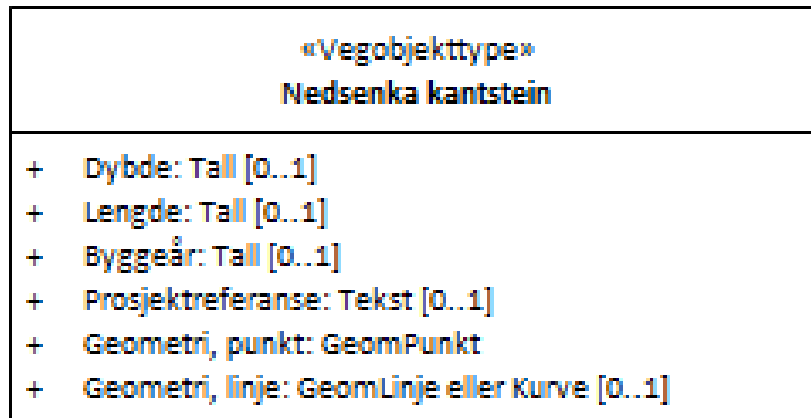 «Vegobjekttype»
Nedsenka kantstein
+ Dybde: Tall [0..1]
+ Lengde: Tall [0..1]
+ Byggeår: Tall [0..1]
+ Prosjektreferanse: Tekst [0..1]
+ Geometri, punkt: GeomPunkt
+ Geometri, linje: GeomLinje eller Kurve [0..1]